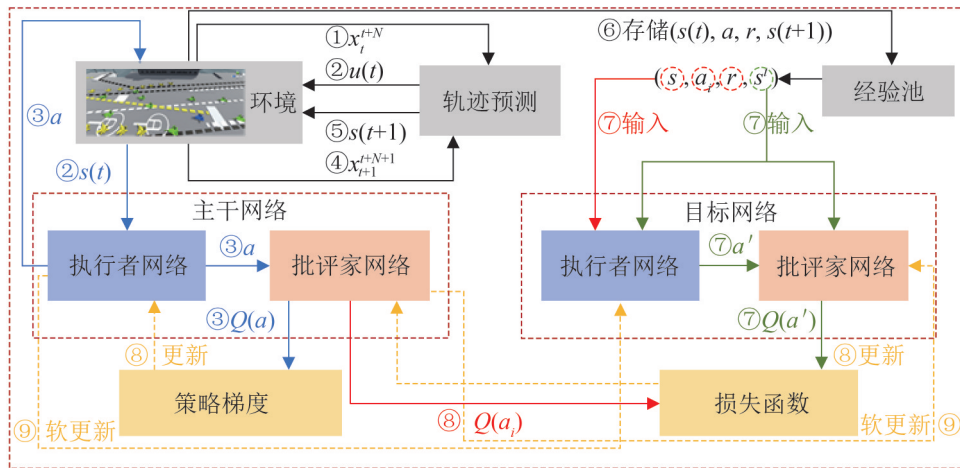 ①x_t^{t+N}
②u(t)
⑤s(t+1)
④x_{t+1}^{t+N+1}
⑥存储(s(t), a, r, s(t+1))
环境
轨迹预测
(s, a_i, r, s')
经验池
③a
②s(t)
⑦输入
⑦输入
主干网络
目标网络
执行者网络
③a
批评家网络
执行者网络
⑦a'
批评家网络
③Q(a)
⑦Q(a')
⑧更新
⑧更新
策略梯度
损失函数
⑨软更新
⑧ Q(a_i)
软更新⑨